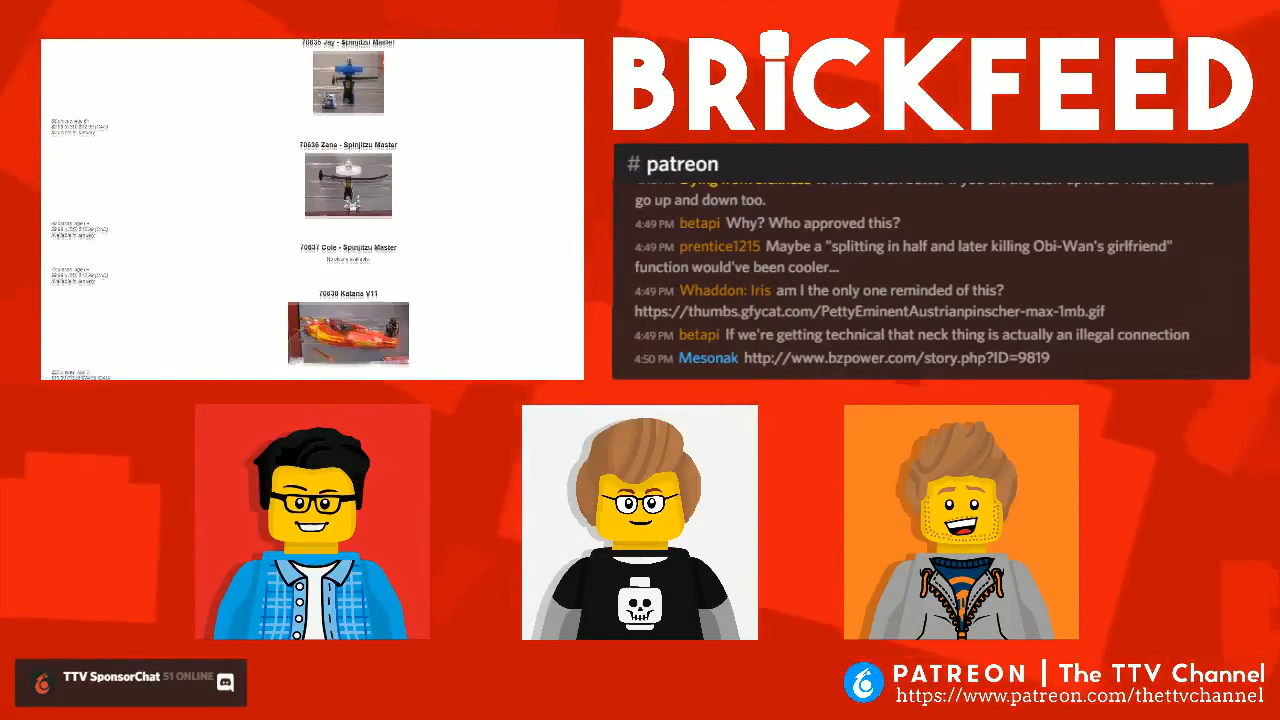 70635 Jay - Spinjitzu Master
70636 Zane - Spinjitzu Master
70637 Cole - Spinjitzu Master
70638 Katana V11
BRICKFEED
# patreon
go up and down too.
4:49 PM betapi Why? Who approved this?
4:49 PM prentice1215 Maybe a "splitting in half and later killing Obi-Wan's girlfriend"
function would've been cooler...
4:49 PM Whaddon: Iris am I the only one reminded of this?
https://thumbs.gfycat.com/PettyEminentAustrianpinscher-max-1mb.gif
4:49 PM betapi If we're getting technical that neck thing is actually an illegal connection
4:50 PM Mesonak http://www.bzpower.com/story.php?ID=9819
TTV SponsorChat 51 ONLINE
PATREON | The TTV Channel
https://www.patreon.com/thettvchannel